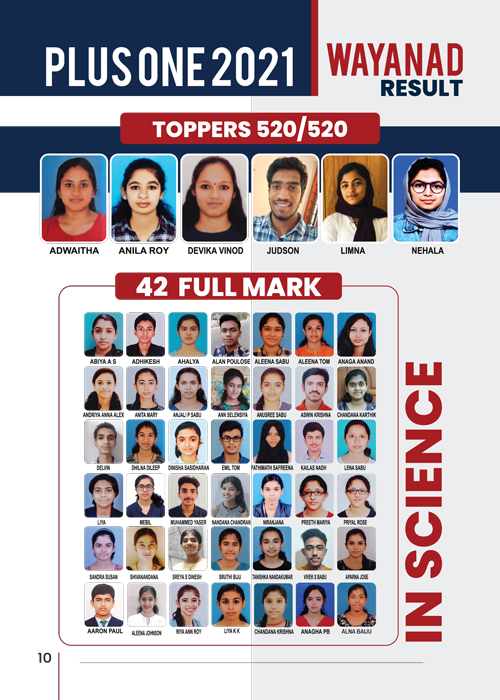 PLUS ONE 2021
WAYANAD
RESULT
TOPPERS 520/520
ADWAITHA ANILA ROY DEVIKA VINOD JUDSON LIMNA NEHALA
42 FULL MARK
ABIYA A S ADHIKESH AHALYA ALAN POULOSE ALEENA SABU ALEENA TOM ANAGA ANAND
ANDRIYA ANNA ALEX ANITA MARY ANJALI P SABU ANN SELENSIYA ANUSREE SABU ASWIN KRISHNA CHANDANA KARTHIK
DELVIN DHILNA DILEEP DINISHA SASIDHARAN EMIL TOM FATHIMATH SAFREENA KAILAS NADH LENA SABU
LIYA MEBIL MUHAMMED YASER NANDANA CHANDRAN NIRANJANA PREETH MARIYA PRIYAL ROSE
SANDRA SUSAN SHIVANANDANA SREYA S DINESH SRUTHI BIJU TANISHKA NANDAKUMAR VIVEK S BABU APARNA JOSE
AARON PAUL ALEENA JOHNSON RIYA ANN ROY LIYA K K CHANDANA KRISHNA ANAGHA PB ALNA BAIJU
IN SCIENCE
10